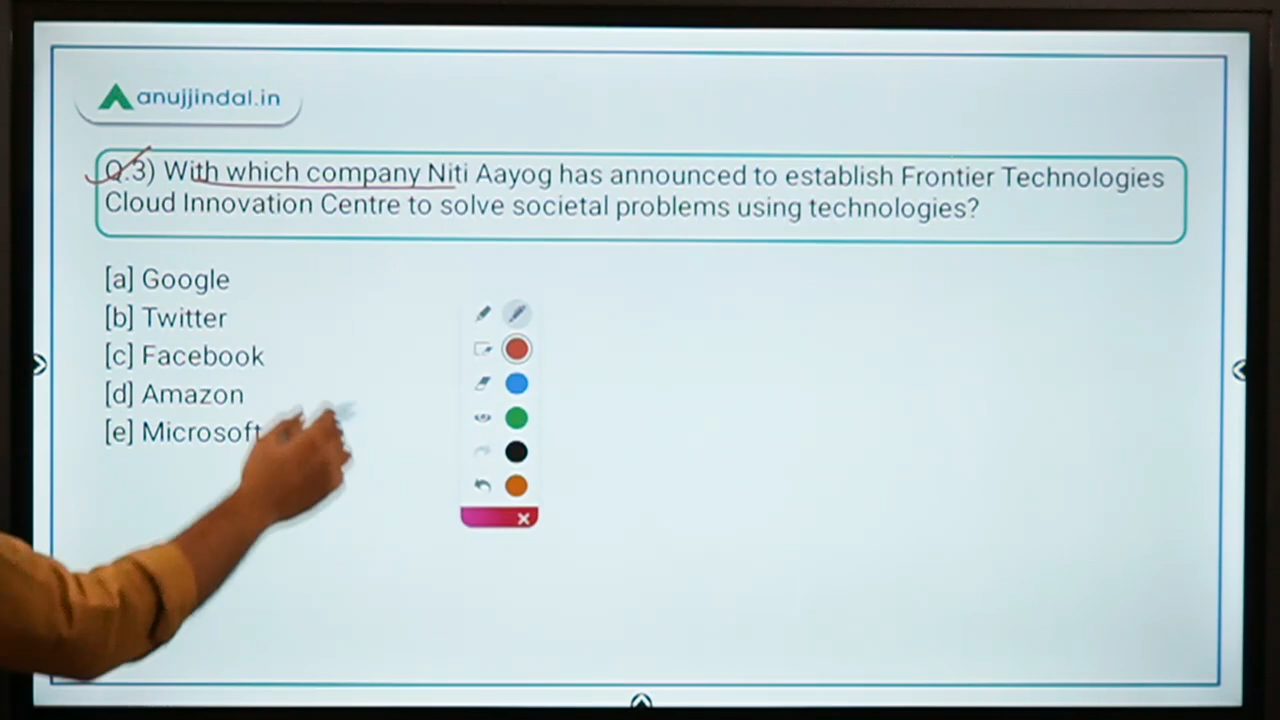 anujjindal.in
Q.3) With which company Niti Aayog has announced to establish Frontier Technologies
Cloud Innovation Centre to solve societal problems using technologies?
[a] Google
[b] Twitter
[c] Facebook
[d] Amazon
[e] Microsoft